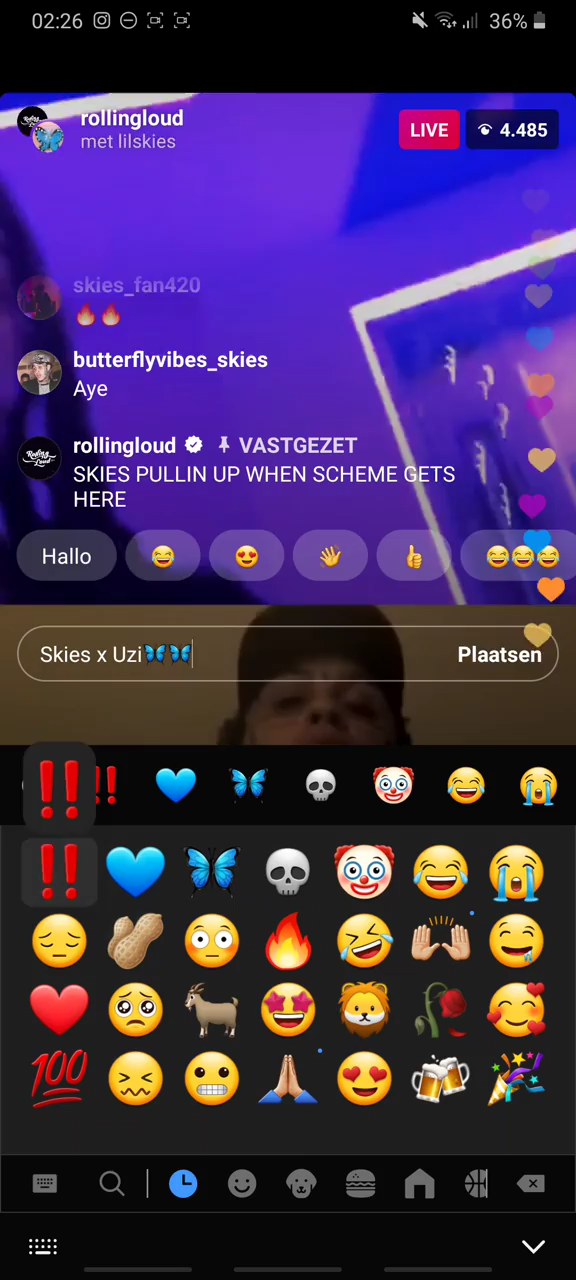 02:26
36%
rollingloud
met lilskies
LIVE
4.485
skies_fan420
🔥🔥
butterflyvibes_skies
Aye
rollingloud VASTGEZET
SKIES PULLIN UP WHEN SCHEME GETS
HERE
Hallo 😂 😍 👋 👍 😂😂😂
Skies x Uzi🦋🦋
Plaatsen